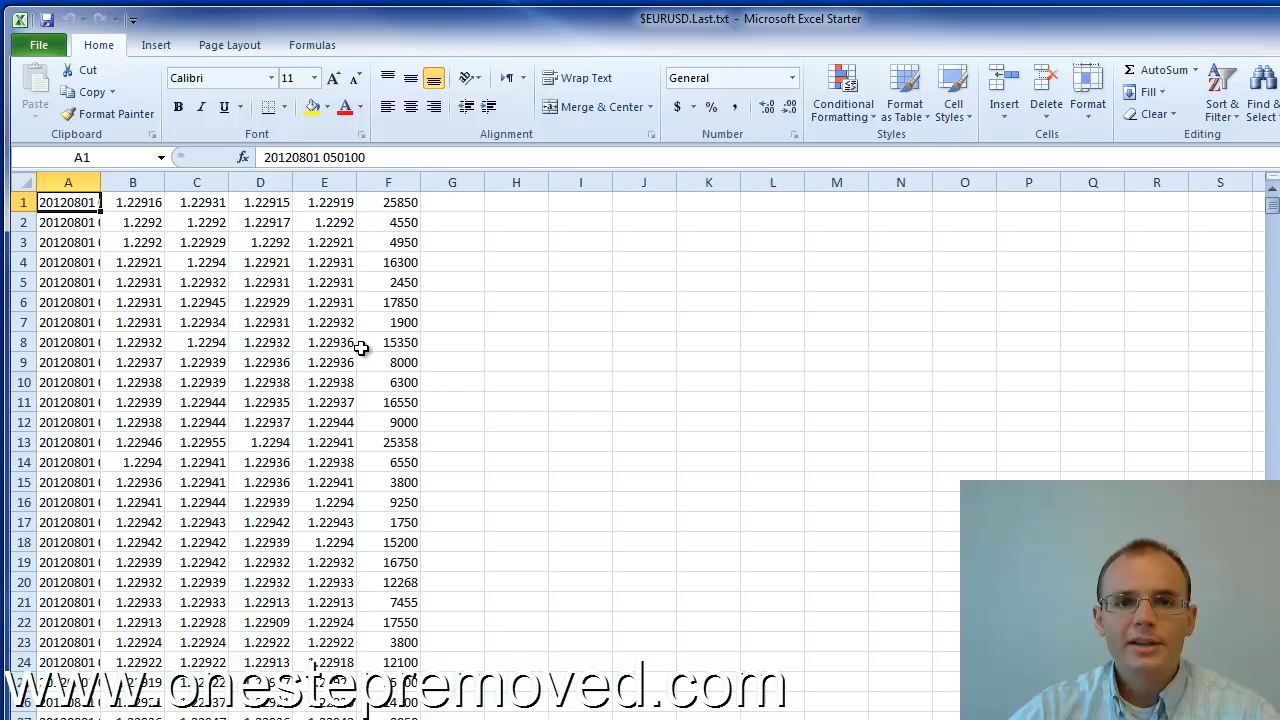 $EURUSD.Last.txt - Microsoft Excel Starter
File Home Insert Page Layout Formulas
Cut Calibri 11 Wrap Text General AutoSum
Paste Copy Conditional Formatting Format as Table Cell Styles Insert Delete Format Fill Sort & Filter Find & Select
Format Painter B I U A Merge & Center $ % , Clear
Clipboard Font Alignment Number Styles Cells Editing
A1 fx 20120801 050100
A B C D E F G H I J K L M N O P Q R S
1 20120801 1.22916 1.22931 1.22915 1.22919 25850
2 20120801 1.2292 1.2292 1.22917 1.2292 4550
3 20120801 1.2292 1.22929 1.2292 1.22921 4950
4 20120801 1.22921 1.2294 1.22921 1.22931 16300
5 20120801 1.22931 1.22932 1.22931 1.22931 2450
6 20120801 1.22931 1.22945 1.22929 1.22931 17850
7 20120801 1.22931 1.22934 1.22931 1.22932 1900
8 20120801 1.22932 1.2294 1.22932 1.22936 15350
9 20120801 1.22937 1.22939 1.22936 1.22936 8000
10 20120801 1.22938 1.22939 1.22938 1.22938 6300
11 20120801 1.22939 1.22944 1.22935 1.22937 16550
12 20120801 1.22938 1.22944 1.22937 1.22944 9000
13 20120801 1.22946 1.22955 1.2294 1.22941 25358
14 20120801 1.2294 1.22941 1.22936 1.22938 6550
15 20120801 1.22936 1.22941 1.22936 1.22941 3800
16 20120801 1.22941 1.22944 1.22939 1.2294 9250
17 20120801 1.22942 1.22943 1.22942 1.22943 1750
18 20120801 1.22942 1.22942 1.22939 1.2294 15200
19 20120801 1.22939 1.22942 1.22932 1.22942 16750
20 20120801 1.22932 1.22939 1.22932 1.22933 12268
21 20120801 1.22933 1.22933 1.22913 1.22913 7455
22 20120801 1.22913 1.22928 1.22909 1.22924 17550
23 20120801 1.22924 1.22924 1.22922 1.22922 3800
24 20120801 1.22922 1.22922 1.22913 1.22918 12100
www.onestepremoved.com